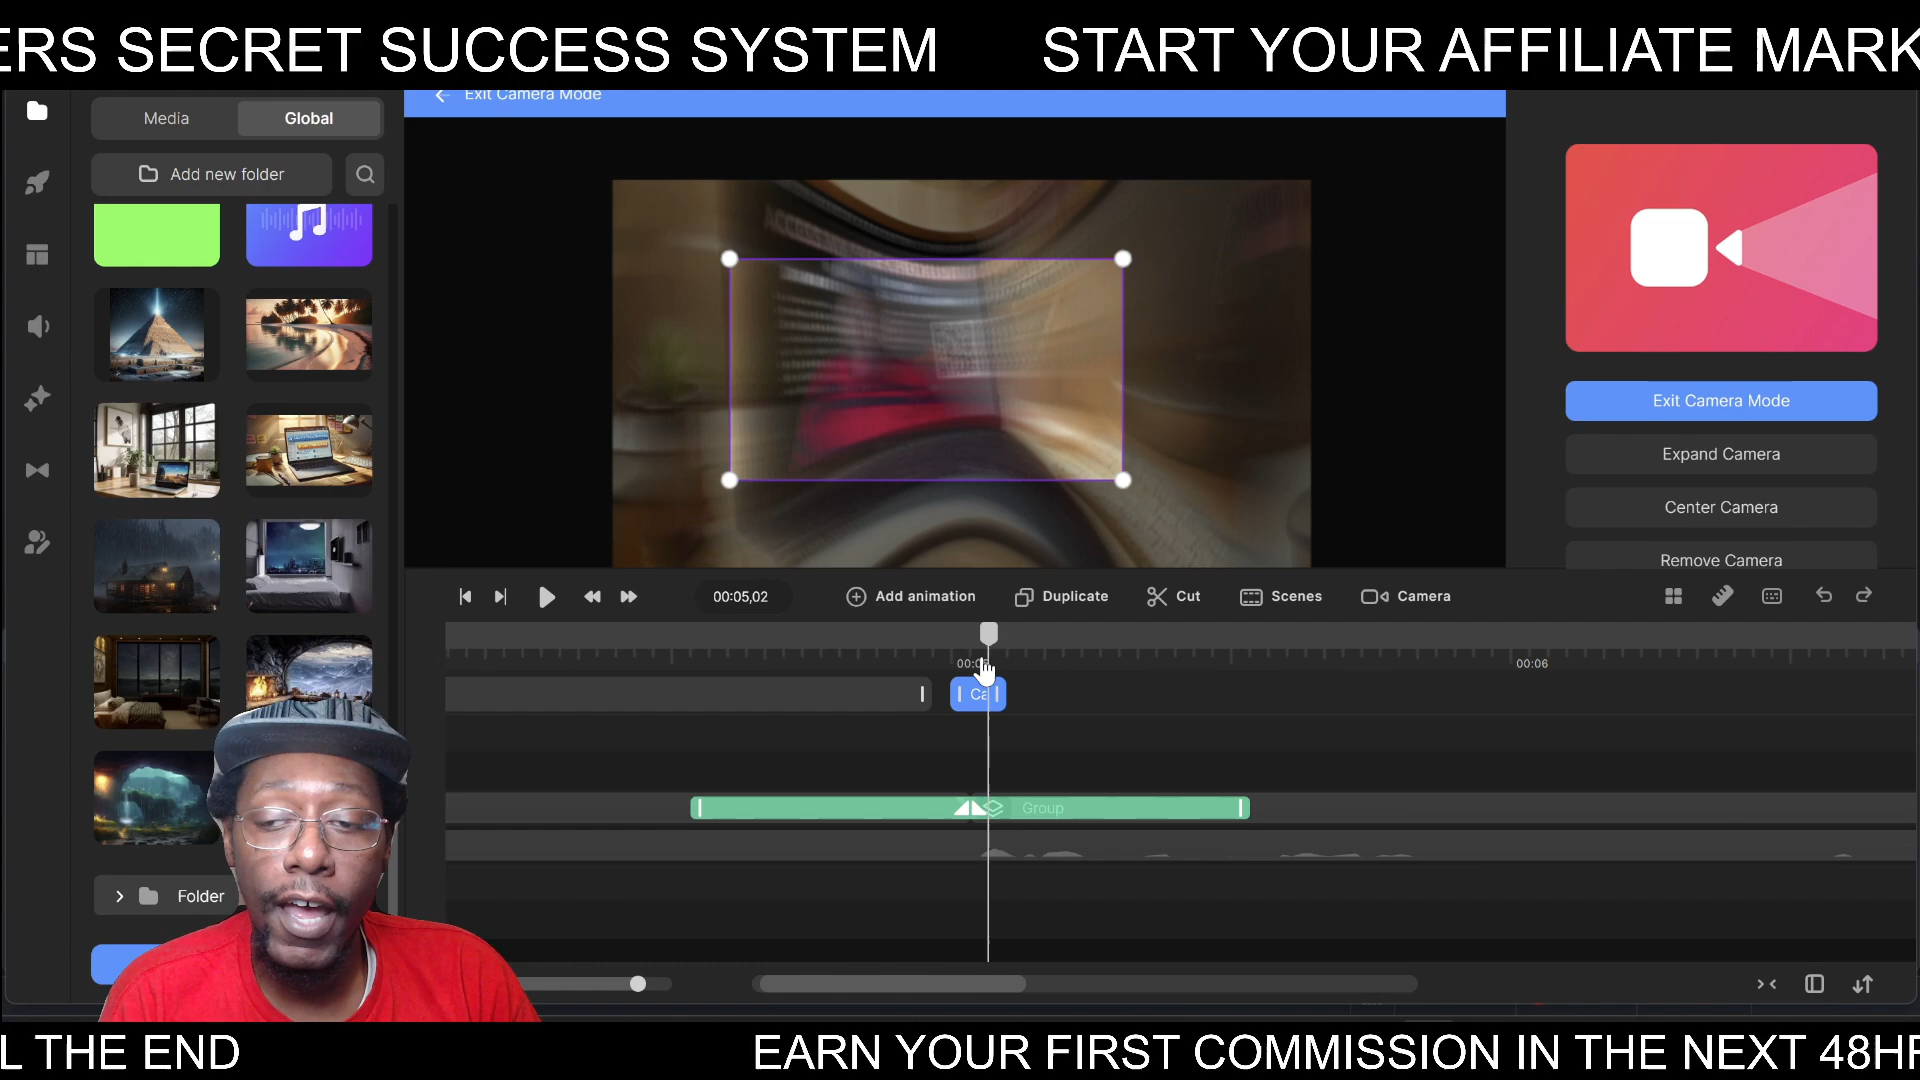 ERS SECRET SUCCESS SYSTEM START YOUR AFFILIATE MARK
Exit Camera Mode
Media Global
Add new folder
Exit Camera Mode
Expand Camera
Center Camera
Remove Camera
00:05,02 Add animation Duplicate Cut Scenes Camera
00:06
Ca
Group
Folder
L THE END EARN YOUR FIRST COMMISSION IN THE NEXT 48HR